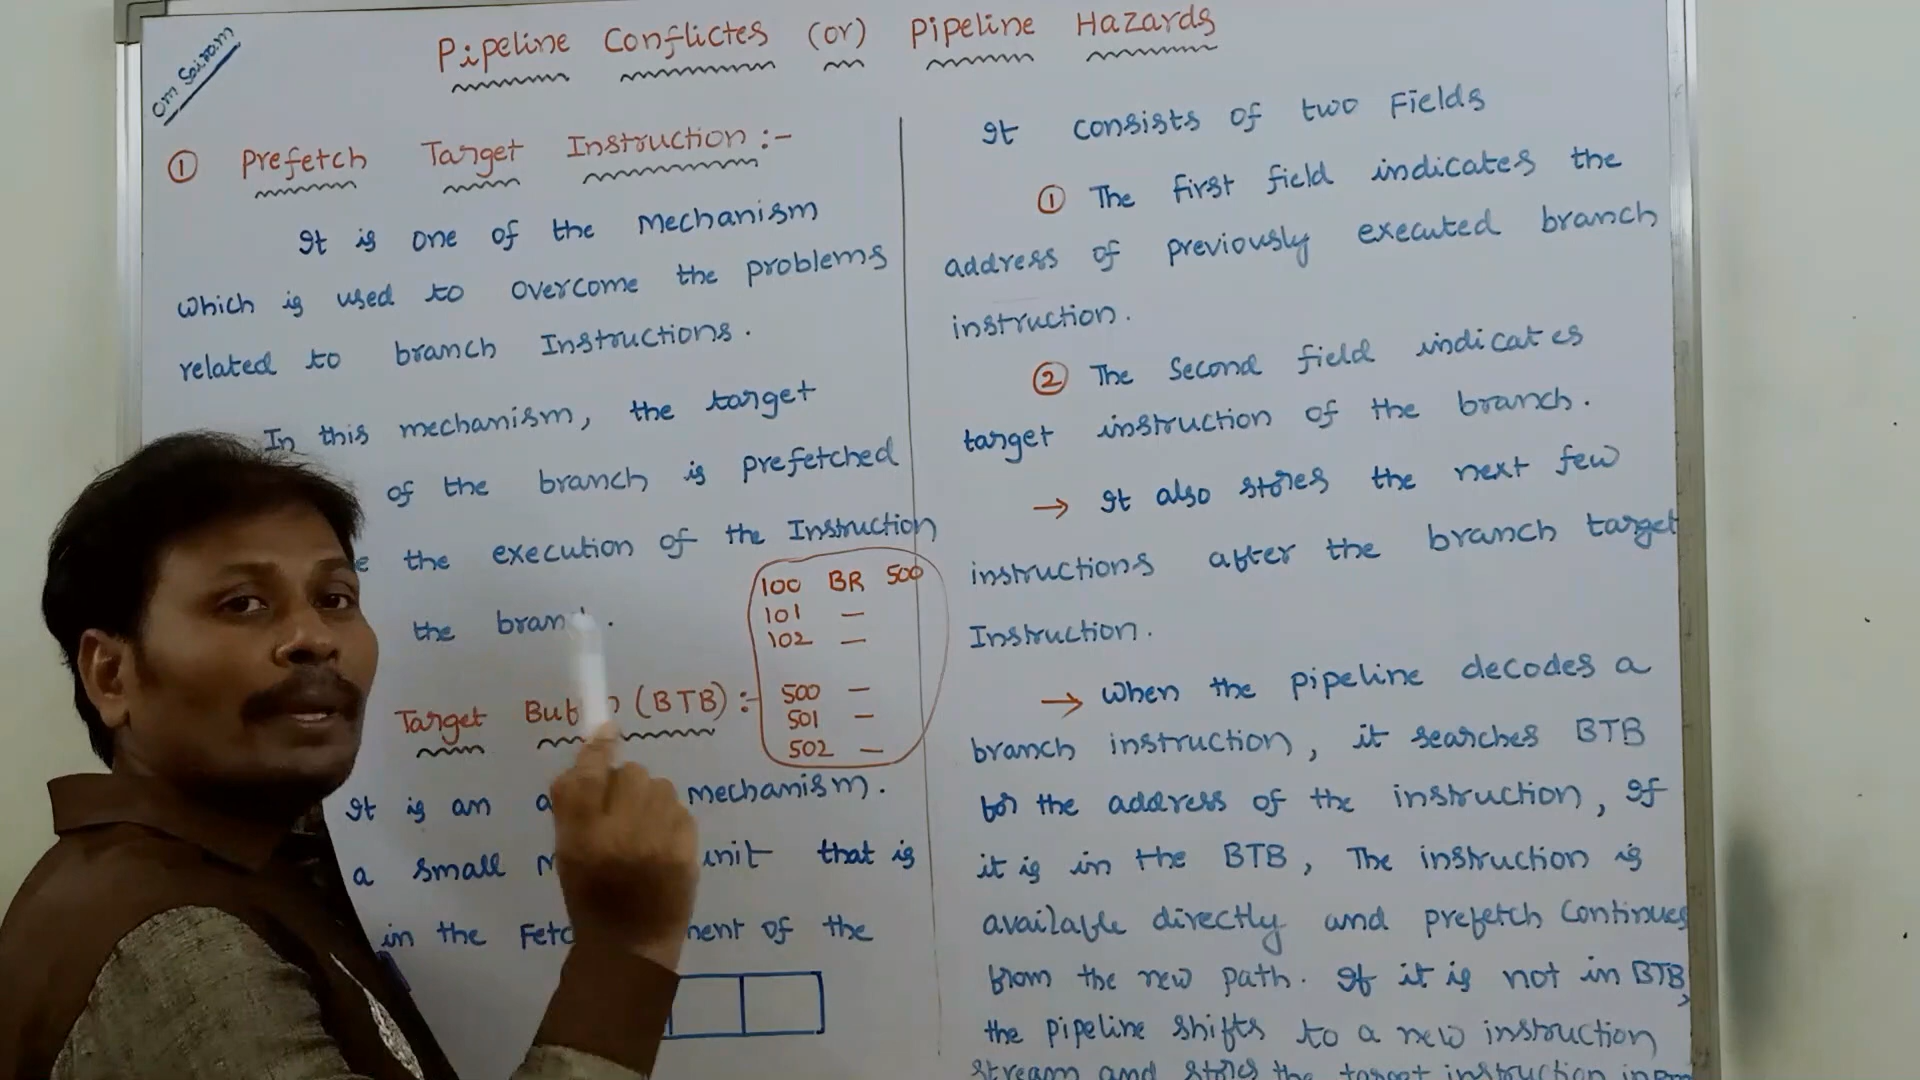 Om Sairam
Pipeline Conflictes (or) Pipeline Hazards
① Prefetch Target Instruction :-
It is one of the mechanism
which is used to overcome the problems
related to branch Instructions.
In this mechanism, the target
of the branch is prefetched
the execution of the Instruction
the
Target (BTB) :-
100 BR 500
101 —
102 —
500 —
501 —
502 —
It is an mechanism.
a small unit that is
in the of the
It consists of two Fields
① The first field indicates the
address of previously executed branch
instruction.
② The Second field indicates
target instruction of the branch.
→ It also stores the next few
instructions after the branch target
Instruction.
→ when the pipeline decodes a
branch instruction, it searches BTB
for the address of the instruction, If
it is in the BTB, The instruction is
available directly and prefetch Continues
from the new path. If it is not in BTB,
the pipeline shifts to a new instruction
stream and stores the target instruction in